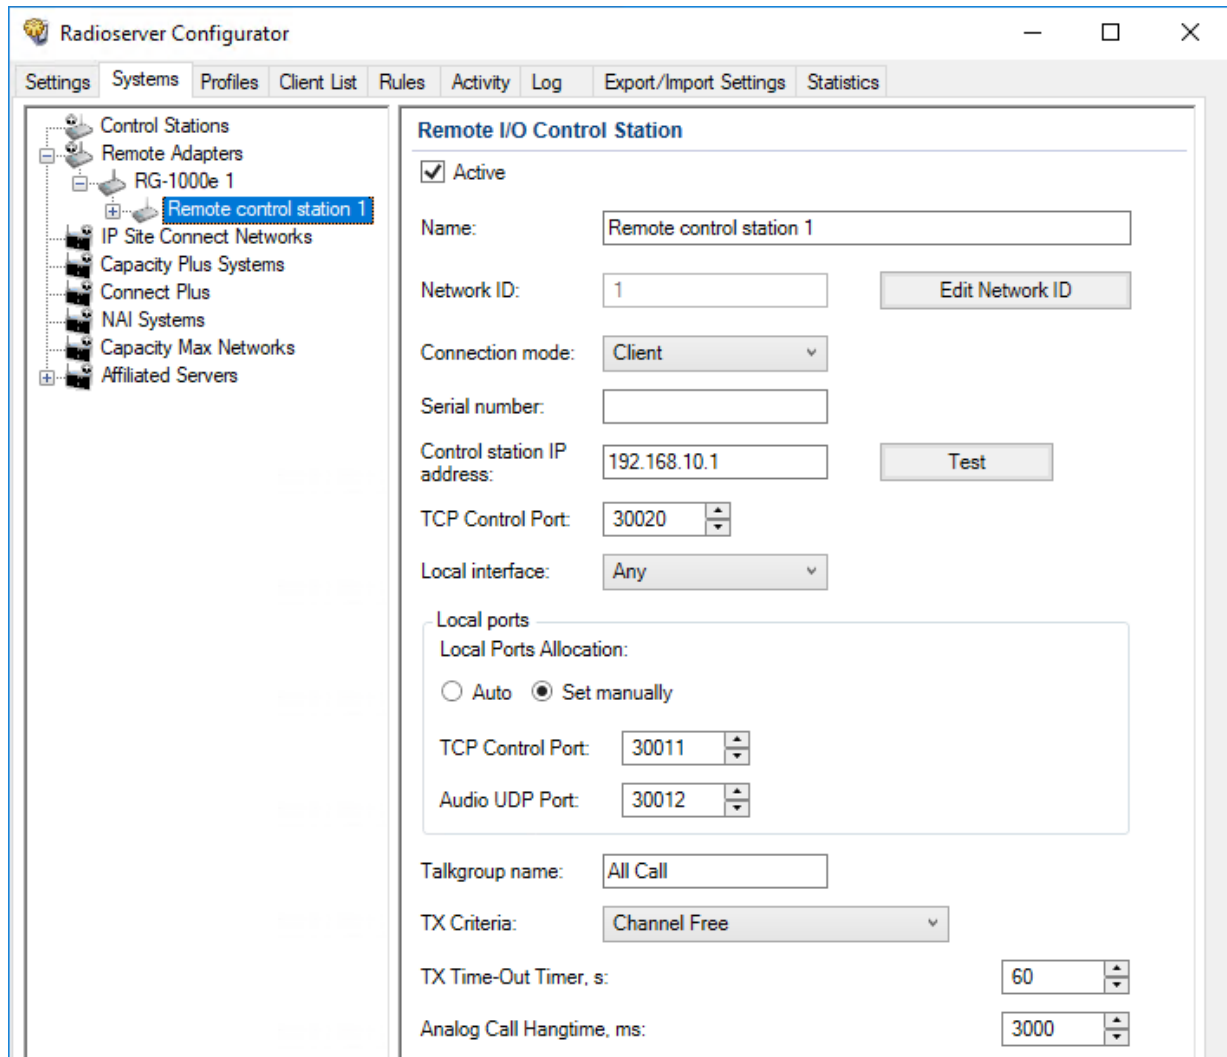 Radioserver Configurator
Settings Systems Profiles Client List Rules Activity Log Export/Import Settings Statistics
Control Stations
Remote Adapters
RG-1000e 1
Remote control station 1
IP Site Connect Networks
Capacity Plus Systems
Connect Plus
NAI Systems
Capacity Max Networks
Affiliated Servers
Remote I/O Control Station
Active
Name: Remote control station 1
Network ID: 1 Edit Network ID
Connection mode: Client
Serial number:
Control station IP
address: 192.168.10.1 Test
TCP Control Port: 30020
Local interface: Any
Local ports
Local Ports Allocation:
Auto Set manually
TCP Control Port: 30011
Audio UDP Port: 30012
Talkgroup name: All Call
TX Criteria: Channel Free
TX Time-Out Timer, s: 60
Analog Call Hangtime, ms: 3000